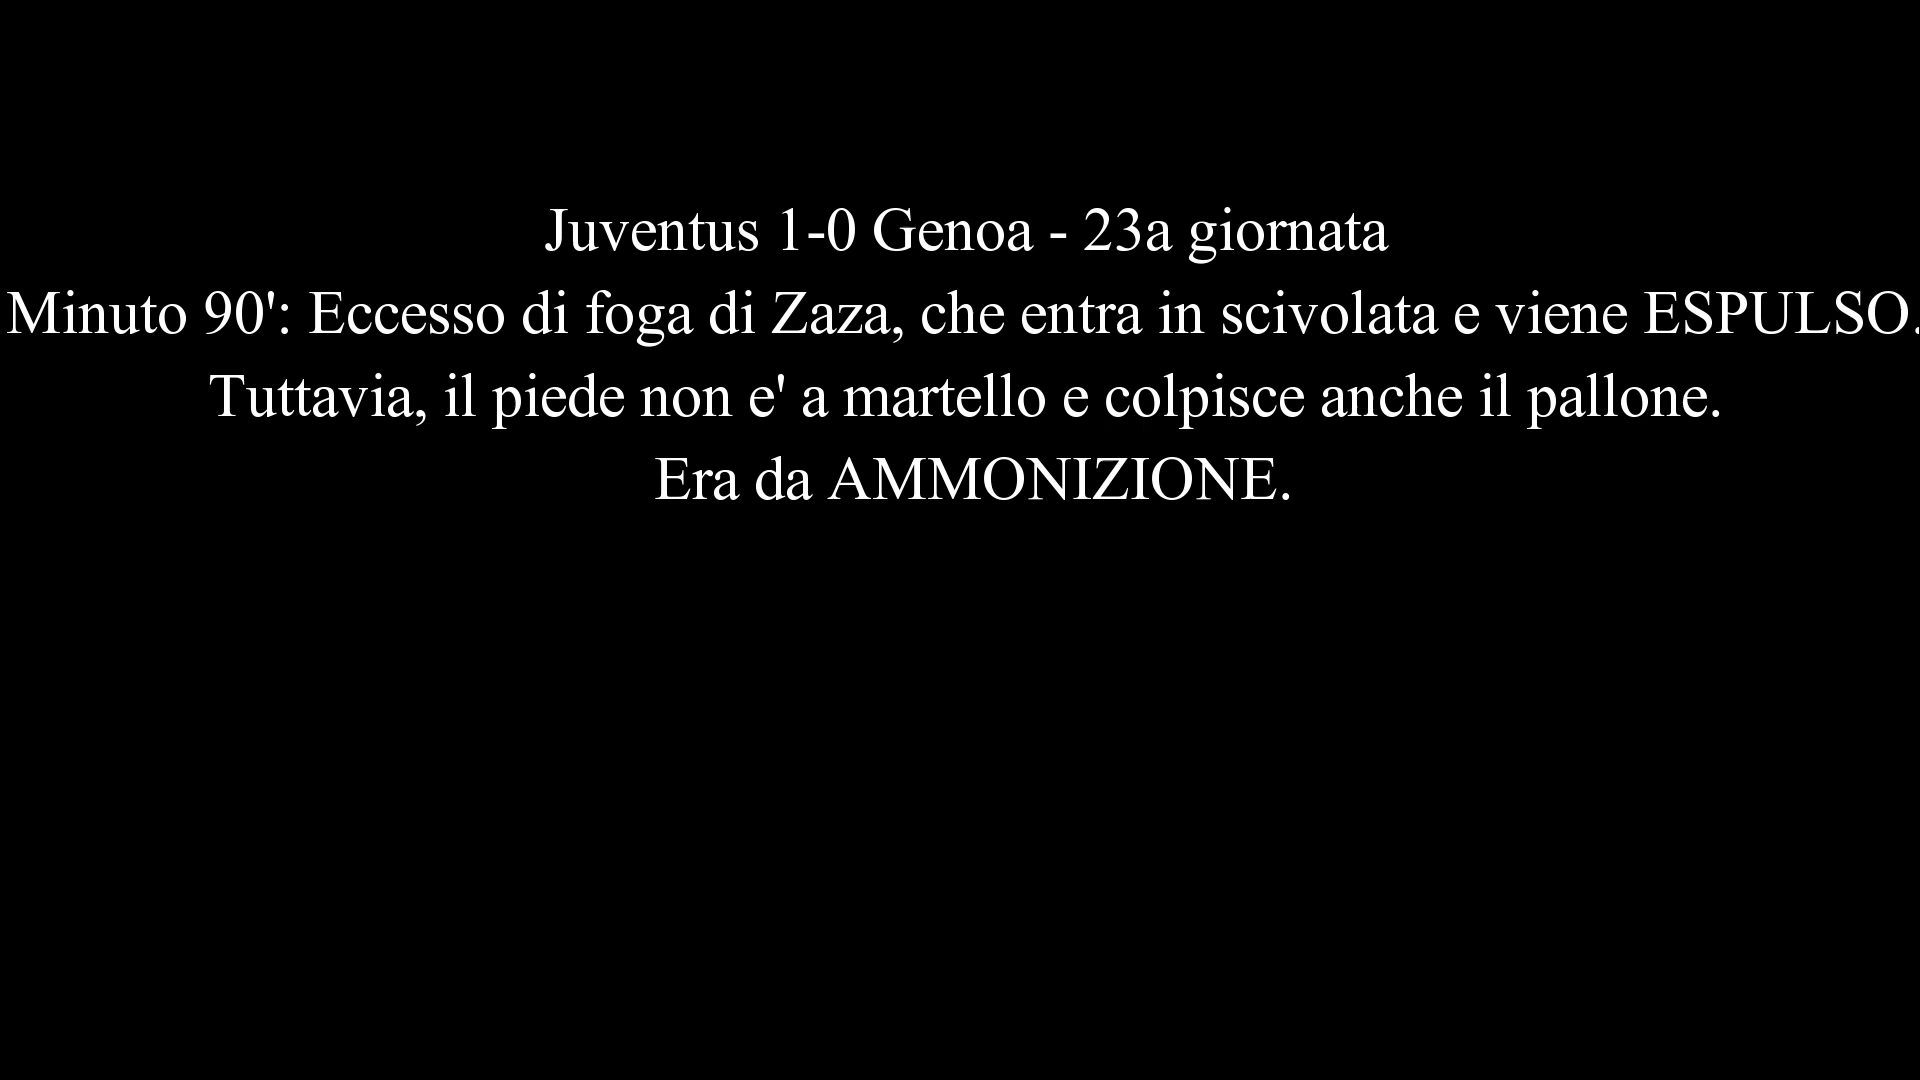 Juventus 1-0 Genoa - 23a giornata
Minuto 90': Eccesso di foga di Zaza, che entra in scivolata e viene ESPULSO.
Tuttavia, il piede non e' a martello e colpisce anche il pallone.
Era da AMMONIZIONE.